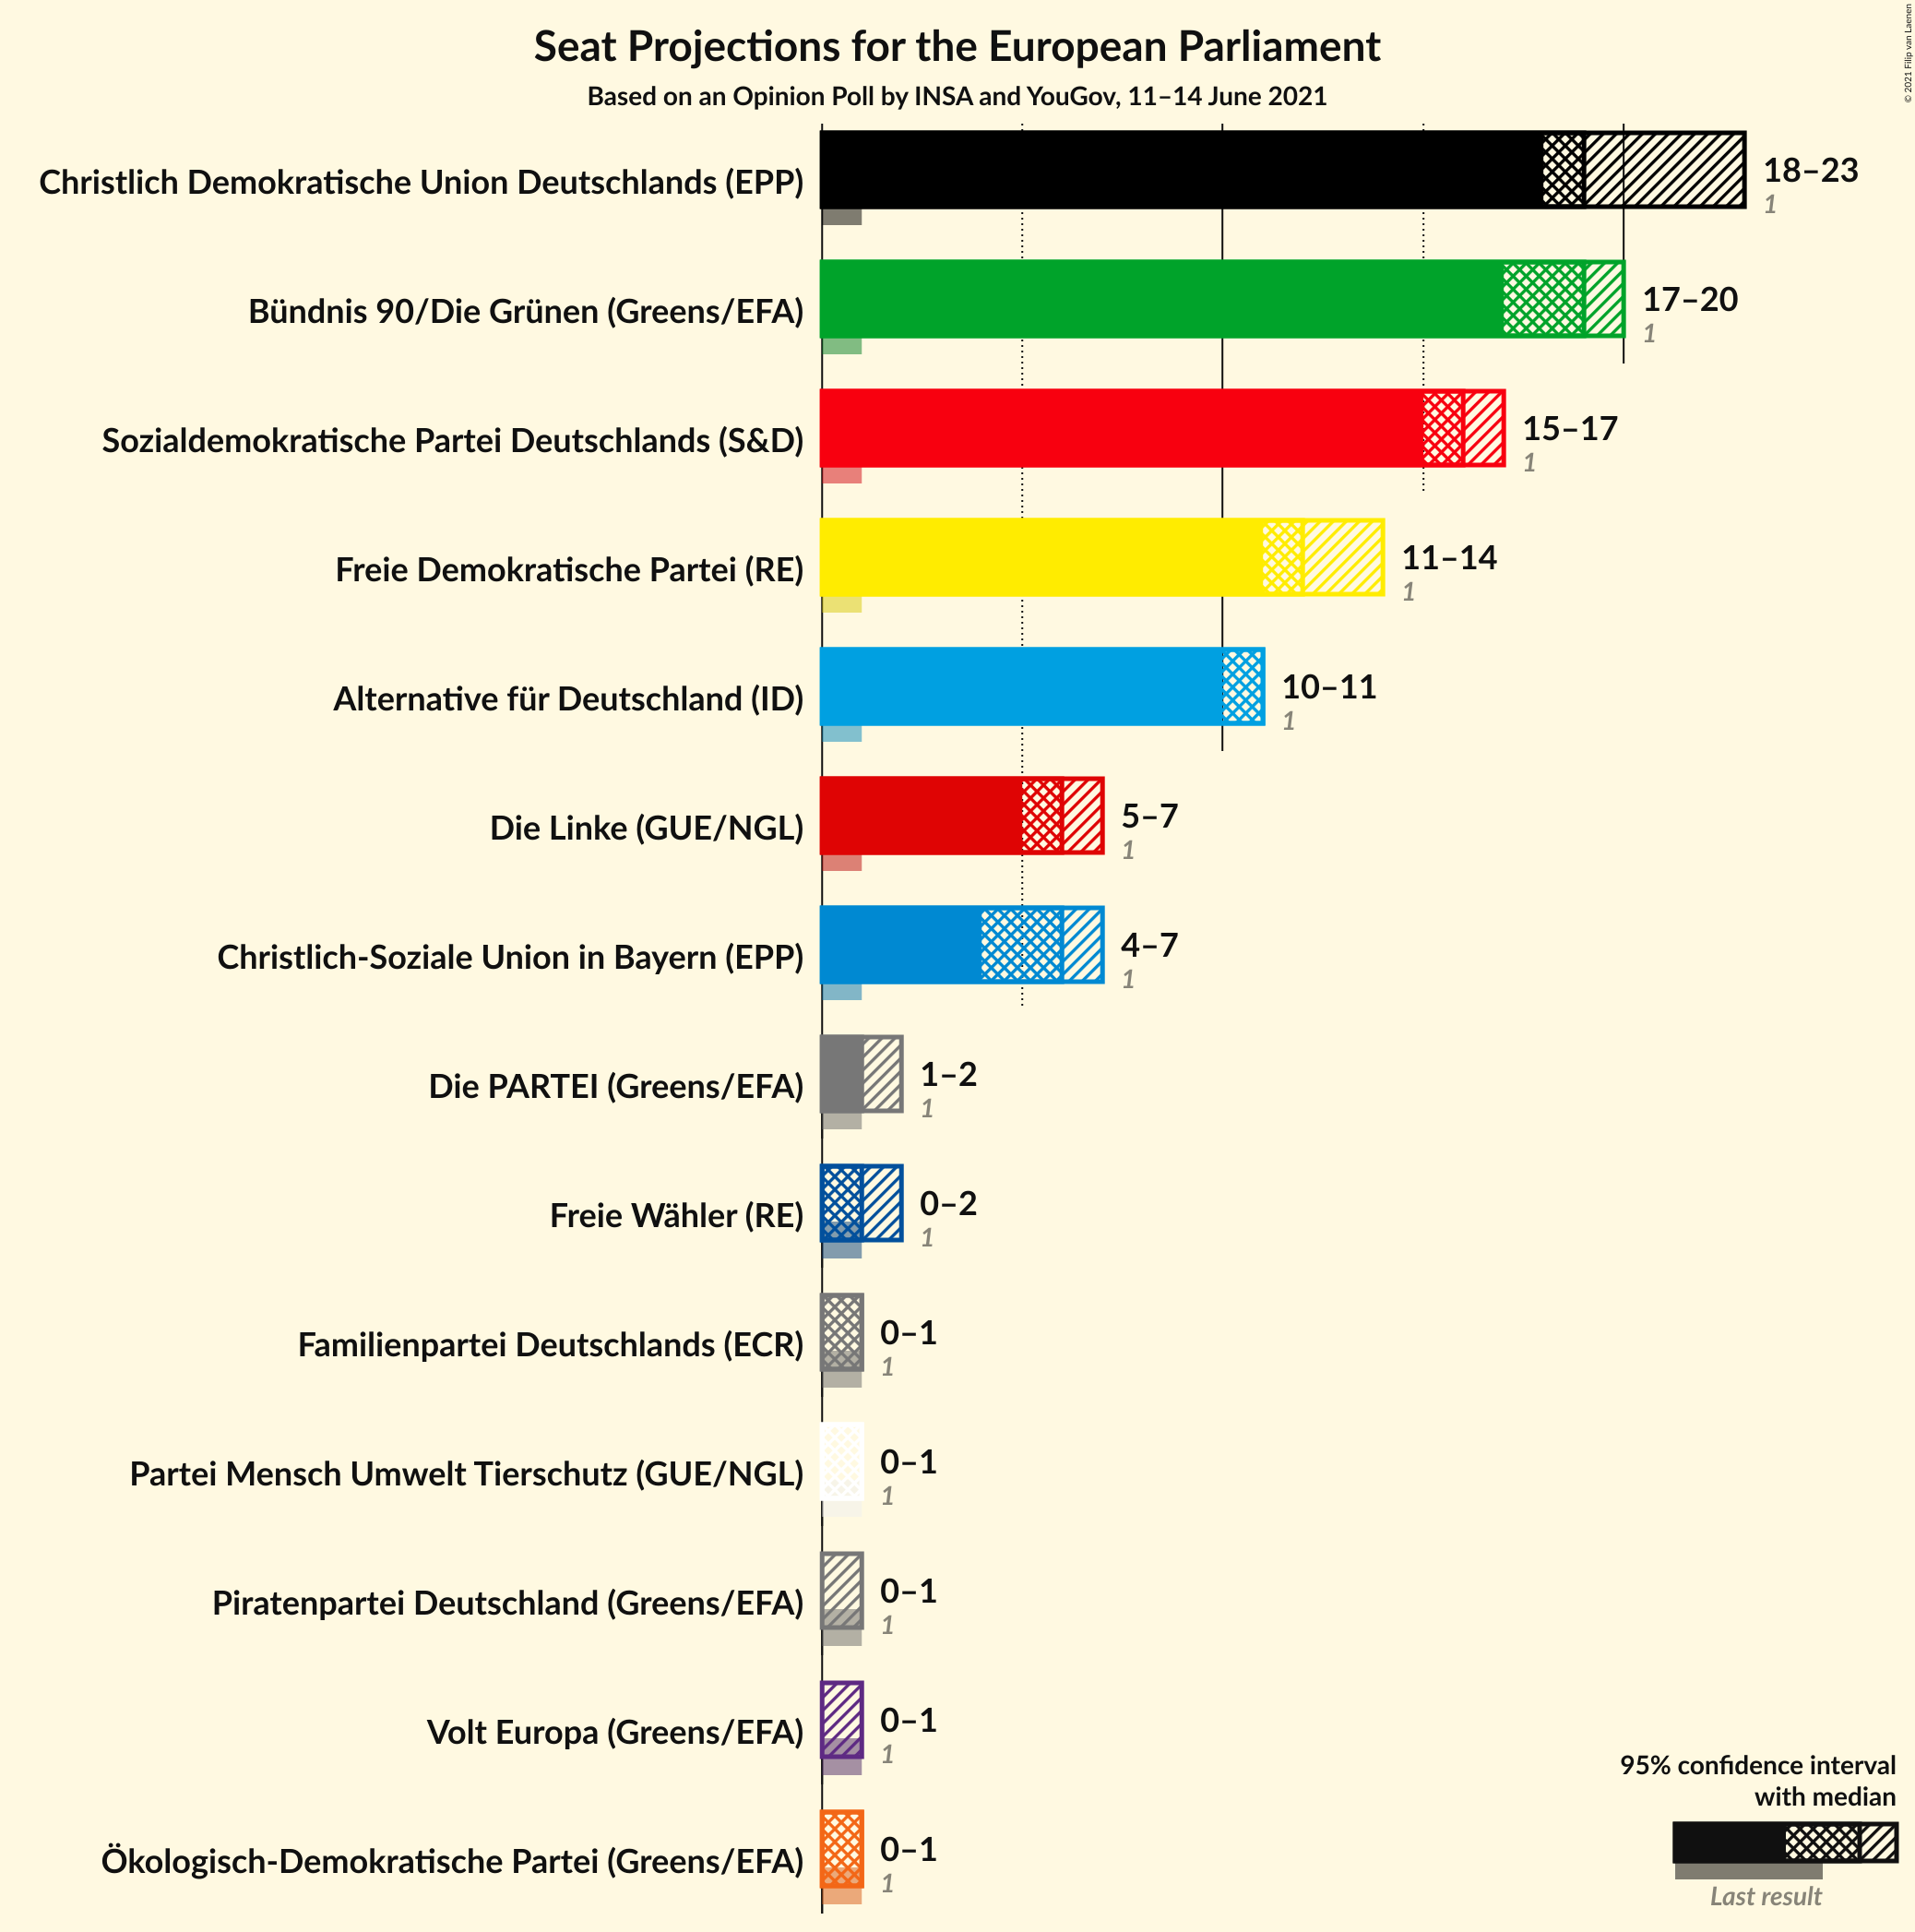 Seat Projections for the European Parliament
Based on an Opinion Poll by INSA and YouGov, 11–14 June 2021
© 2021 Filip van Laenen
Christlich Demokratische Union Deutschlands (EPP)
18–23
1
Bündnis 90/Die Grünen (Greens/EFA)
17–20
1
Sozialdemokratische Partei Deutschlands (S&D)
15–17
1
Freie Demokratische Partei (RE)
11–14
1
Alternative für Deutschland (ID)
10–11
1
Die Linke (GUE/NGL)
5–7
1
Christlich-Soziale Union in Bayern (EPP)
4–7
1
Die PARTEI (Greens/EFA)
1–2
1
Freie Wähler (RE)
0–2
1
Familienpartei Deutschlands (ECR)
0–1
1
Partei Mensch Umwelt Tierschutz (GUE/NGL)
0–1
1
Piratenpartei Deutschland (Greens/EFA)
0–1
1
Volt Europa (Greens/EFA)
0–1
1
Ökologisch-Demokratische Partei (Greens/EFA)
0–1
1
95% confidence interval
with median
Last result